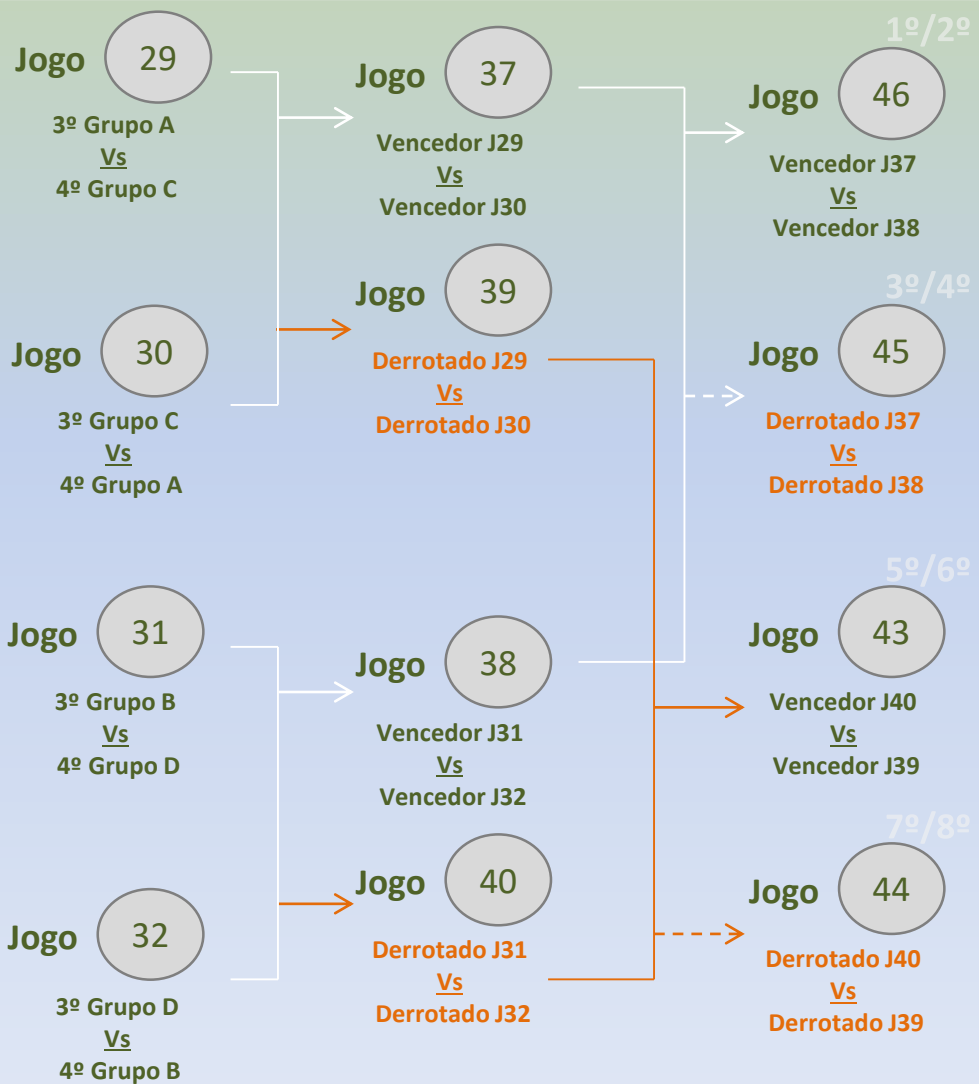 Jogo 29
3º Grupo A
Vs
4º Grupo C
Jogo 30
3º Grupo C
Vs
4º Grupo A
Jogo 31
3º Grupo B
Vs
4º Grupo D
Jogo 32
3º Grupo D
Vs
4º Grupo B
Jogo 37
Vencedor J29
Vs
Vencedor J30
Jogo 39
Derrotado J29
Vs
Derrotado J30
Jogo 38
Vencedor J31
Vs
Vencedor J32
Jogo 40
Derrotado J31
Vs
Derrotado J32
1º/2º
Jogo 46
Vencedor J37
Vs
Vencedor J38
3º/4º
Jogo 45
Derrotado J37
Vs
Derrotado J38
5º/6º
Jogo 43
Vencedor J40
Vs
Vencedor J39
7º/8º
Jogo 44
Derrotado J40
Vs
Derrotado J39